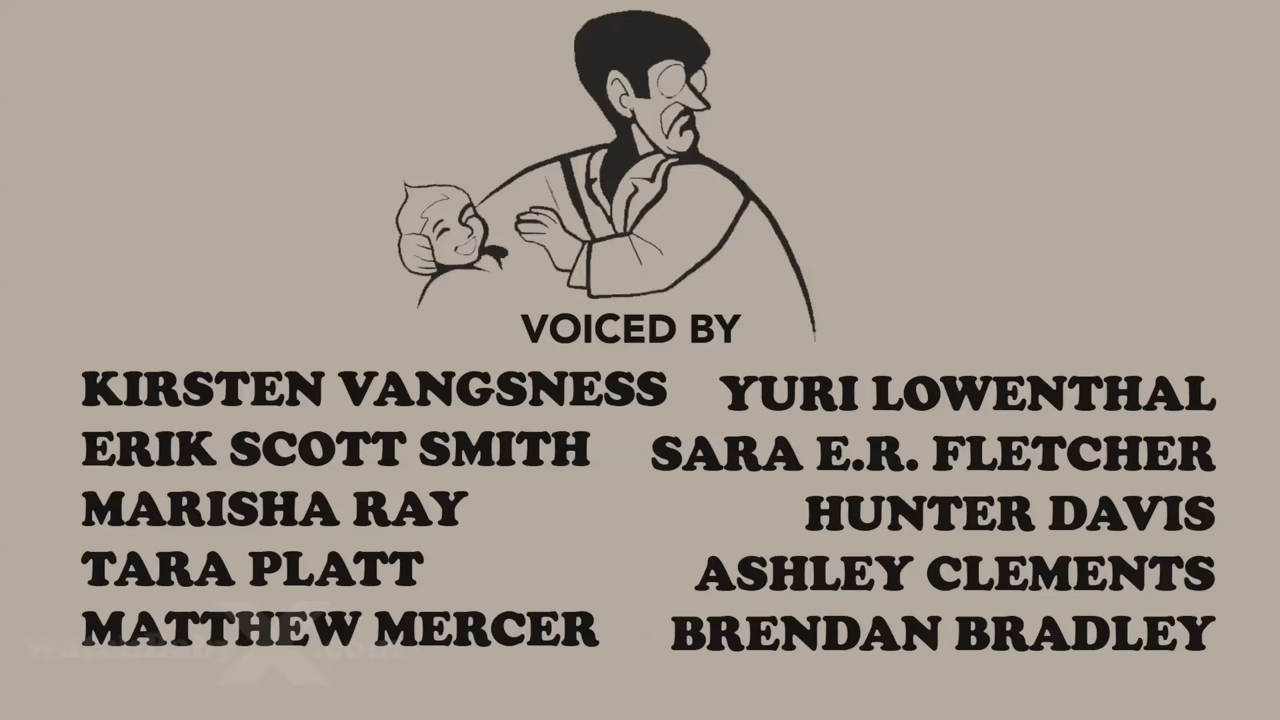 VOICED BY
KIRSTEN VANGSNESS
YURI LOWENTHAL
ERIK SCOTT SMITH
SARA E.R. FLETCHER
MARISHA RAY
HUNTER DAVIS
TARA PLATT
ASHLEY CLEMENTS
MATTHEW MERCER
BRENDAN BRADLEY